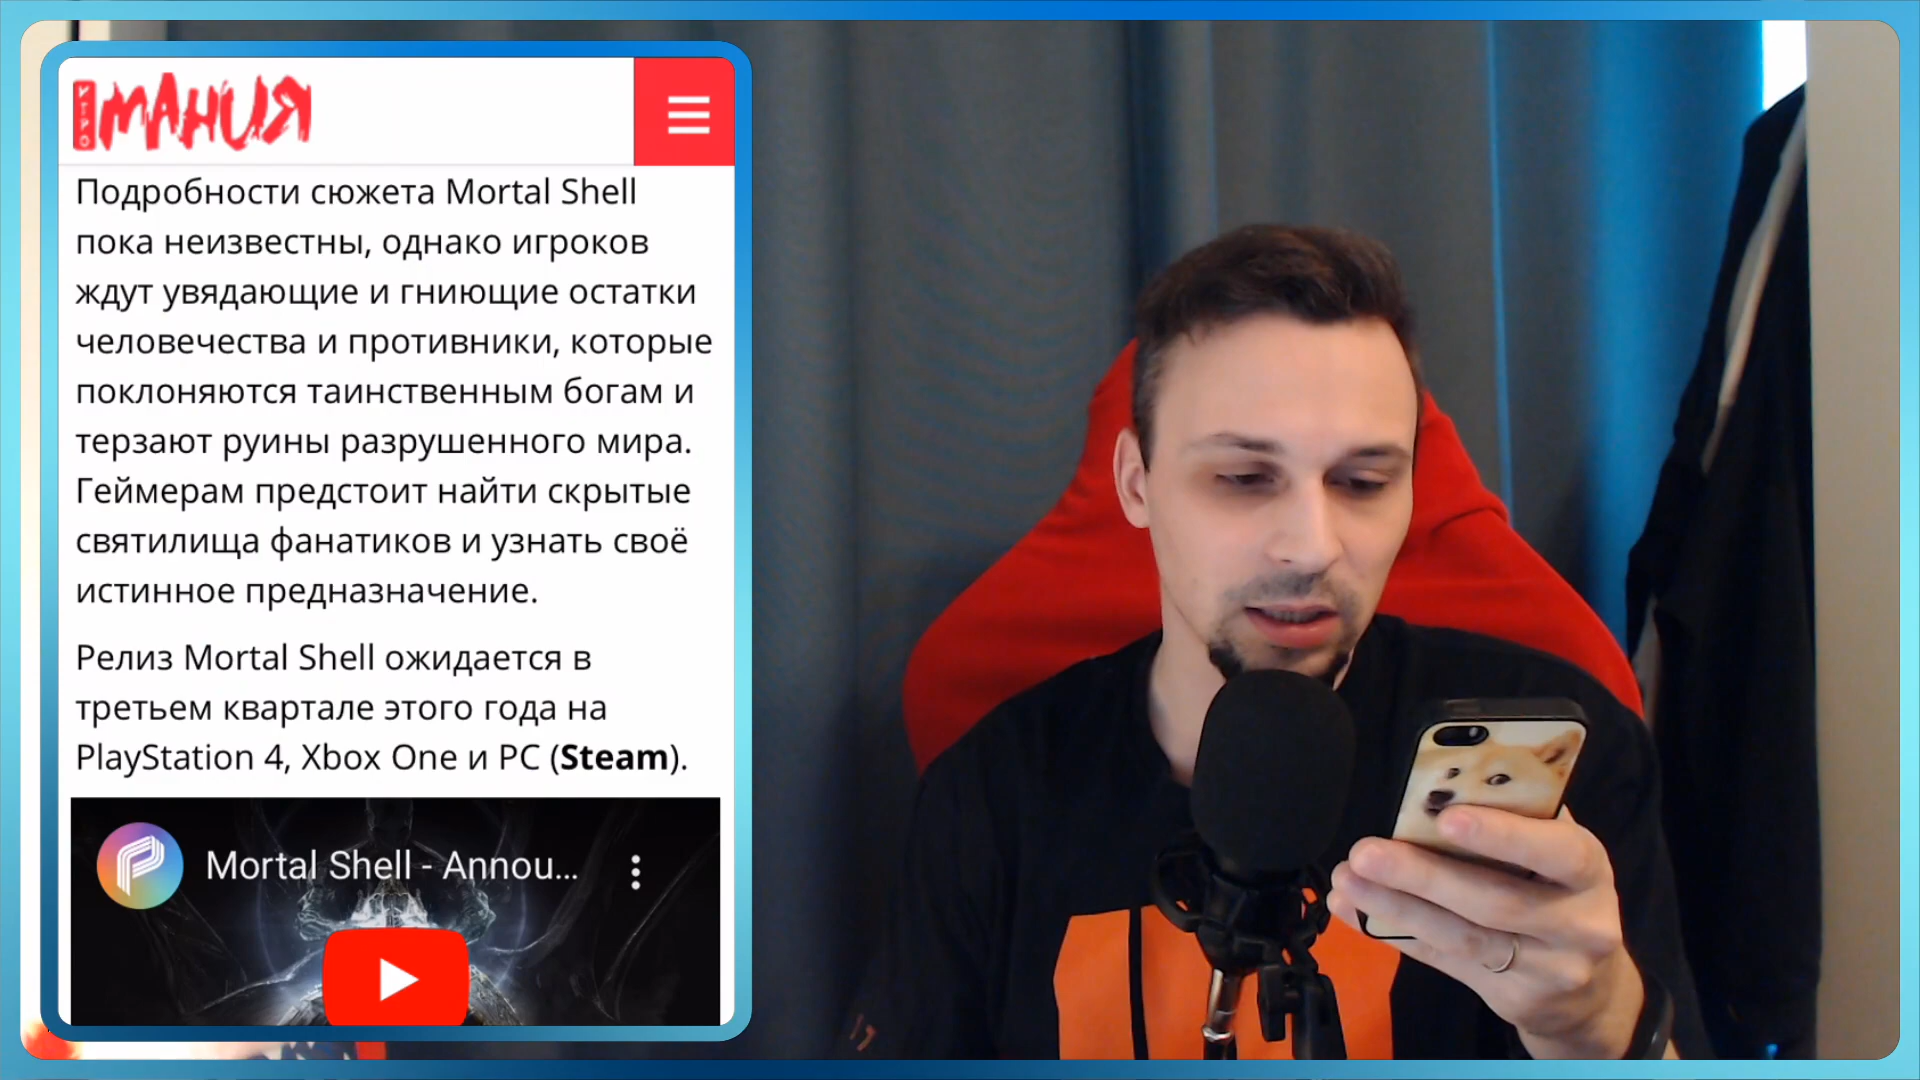 ИГРО
МАНИЯ
Подробности сюжета Mortal Shell
пока неизвестны, однако игроков
ждут увядающие и гниющие остатки
человечества и противники, которые
поклоняются таинственным богам и
терзают руины разрушенного мира.
Геймерам предстоит найти скрытые
святилища фанатиков и узнать своё
истинное предназначение.
Релиз Mortal Shell ожидается в
третьем квартале этого года на
PlayStation 4, Xbox One и PC (Steam).
Mortal Shell - Annou...